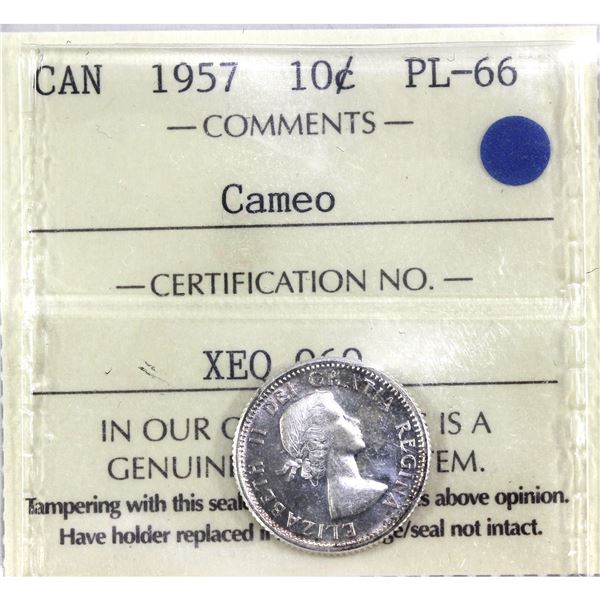 CAN 1957 10¢ PL-66
— COMMENTS —
Cameo
— CERTIFICATION NO. —
XEQ
IN OUR IS A
GENUIN EM.
Tampering with this seal s above opinion.
Have holder replaced i ge/seal not intact.
ELIZABETH II DEI GRATIA REGINA